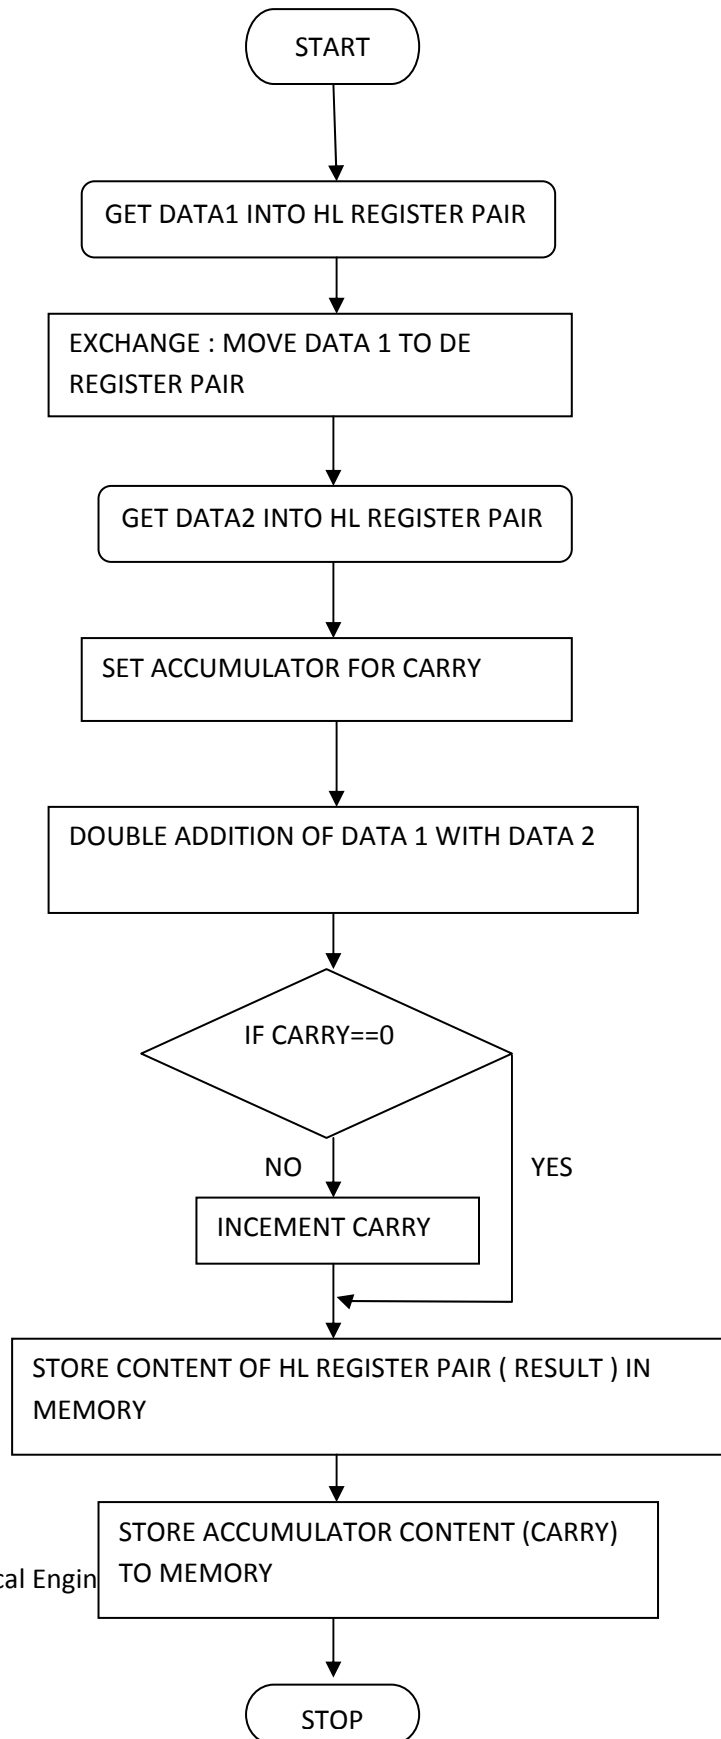 START
GET DATA1 INTO HL REGISTER PAIR
EXCHANGE : MOVE DATA 1 TO DE
REGISTER PAIR
GET DATA2 INTO HL REGISTER PAIR
SET ACCUMULATOR FOR CARRY
DOUBLE ADDITION OF DATA 1 WITH DATA 2
IF CARRY==0
NO
YES
INCEMENT CARRY
STORE CONTENT OF HL REGISTER PAIR ( RESULT ) IN
MEMORY
STORE ACCUMULATOR CONTENT (CARRY)
TO MEMORY
cal Engin
STOP